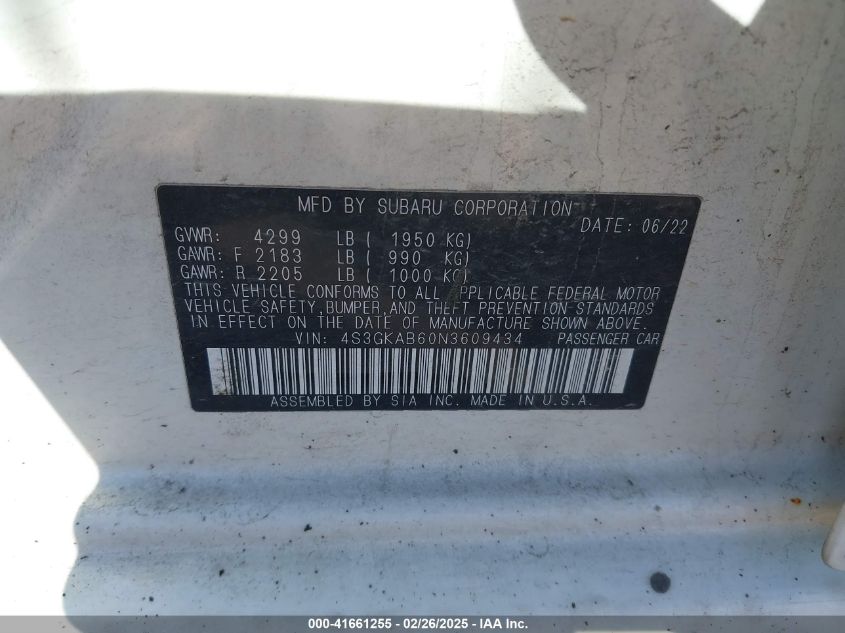 MFD BY SUBARU CORPORATION
DATE: 06/22
GVWR: 4299 LB ( 1950 KG)
GAWR: F 2183 LB ( 990 KG)
GAWR: R 2205 LB ( 1000 KG)
THIS VEHICLE CONFORMS TO ALL APPLICABLE FEDERAL MOTOR
VEHICLE SAFETY, BUMPER, AND THEFT PREVENTION STANDARDS
IN EFFECT ON THE DATE OF MANUFACTURE SHOWN ABOVE.
VIN: 4S3GKAB60N3609434 PASSENGER CAR
ASSEMBLED BY SIA INC. MADE IN U.S.A.
000-41661255 - 02/26/2025 - IAA Inc.